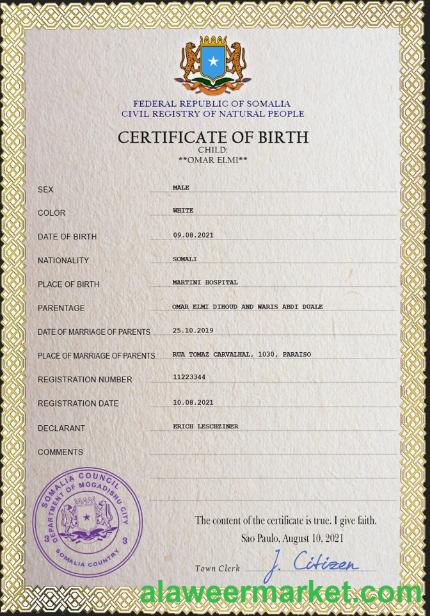 FEDERAL REPUBLIC OF SOMALIA
CIVIL REGISTRY OF NATURAL PEOPLE
CERTIFICATE OF BIRTH
CHILD:
**OMAR ELMI**
SEX MALE
COLOR WHITE
DATE OF BIRTH 09.08.2021
NATIONALITY SOMALI
PLACE OF BIRTH MARTINI HOSPITAL
PARENTAGE OMAR ELMI DIHOUD AND WARIS ABDI DUALE
DATE OF MARRIAGE OF PARENTS 25.10.2019
PLACE OF MARRIAGE OF PARENTS RUA TOMAZ CARVALHAL, 1030, PARAISO
REGISTRATION NUMBER 11223344
REGISTRATION DATE 10.08.2021
DECLARANT ERICH LESCHZINER
COMMENTS
SOMALIA COUNCIL
DEPARTMENT OF MOGADISHU CITY
3 3
SOMALIA COUNTRY
The content of the certificate is true. I give faith.
Sao Paulo, August 10, 2021
Town Clerk J. Citizen
alaweermarket.com